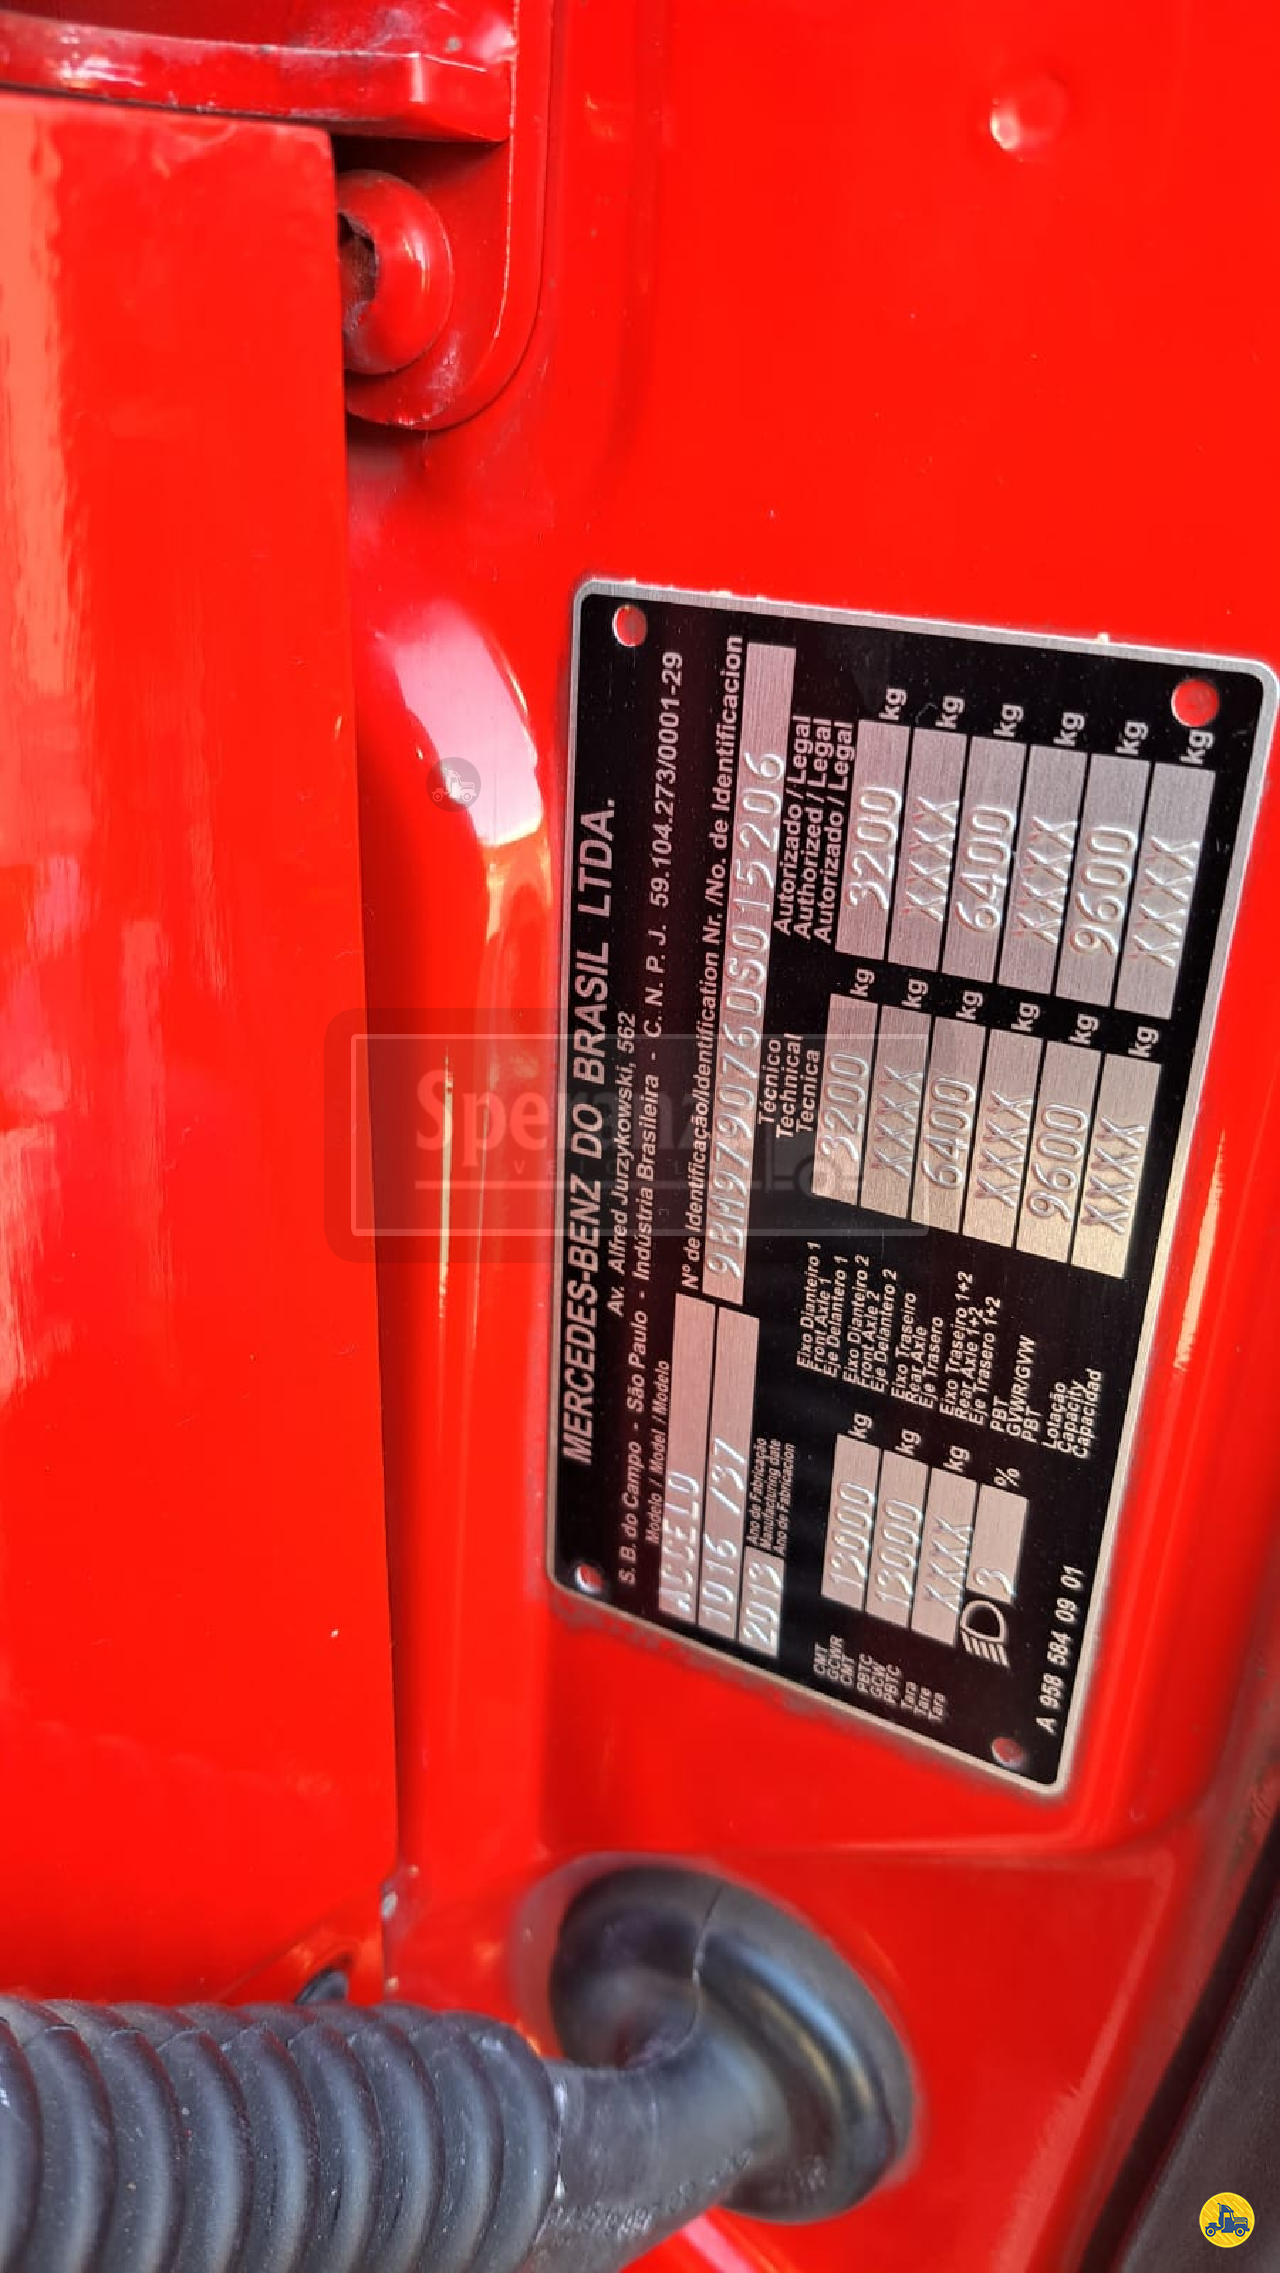 MERCEDES-BENZ DO BRASIL LTDA.
Av. Alfred Jurzykowski, 562
S. B. do Campo - São Paulo - Indústria Brasileira - C. N. P. J. 59.104.273/0001-29
Modelo / Model / Modelo
Nº de Identificação/Identification Nr. /No. de Identificacion
ACCELO
9BM979076DS015206
1016 /37
2013
Ano de Fabricação
Manufacturing date
Ano de Fabricacion
Técnico
Technical
Tecnica
Autorizado / Legal
Authorized / Legal
Autorizado / Legal
CMT
GCWR
CMT
13000 kg
Eixo Dianteiro 1
Front Axle 1
Eje Delantero 1
3200 kg
3200 kg
PBTC
GCW
PBTC
13000 kg
Eixo Dianteiro 2
Front Axle 2
Eje Delantero 2
XXXX kg
XXXX kg
Tara
Tare
Tara
XXXX kg
Eixo Traseiro
Rear Axle
Eje Trasero
6400 kg
6400 kg
3 %
Eixo Traseiro 1+2
Rear Axle 1+2
Eje Trasero 1+2
XXXX kg
XXXX kg
PBT
GVWR/GVW
PBT
9600 kg
9600 kg
Lotação
Capacity
Capacidad
XXXX kg
XXXX kg
A 958 584 09 01